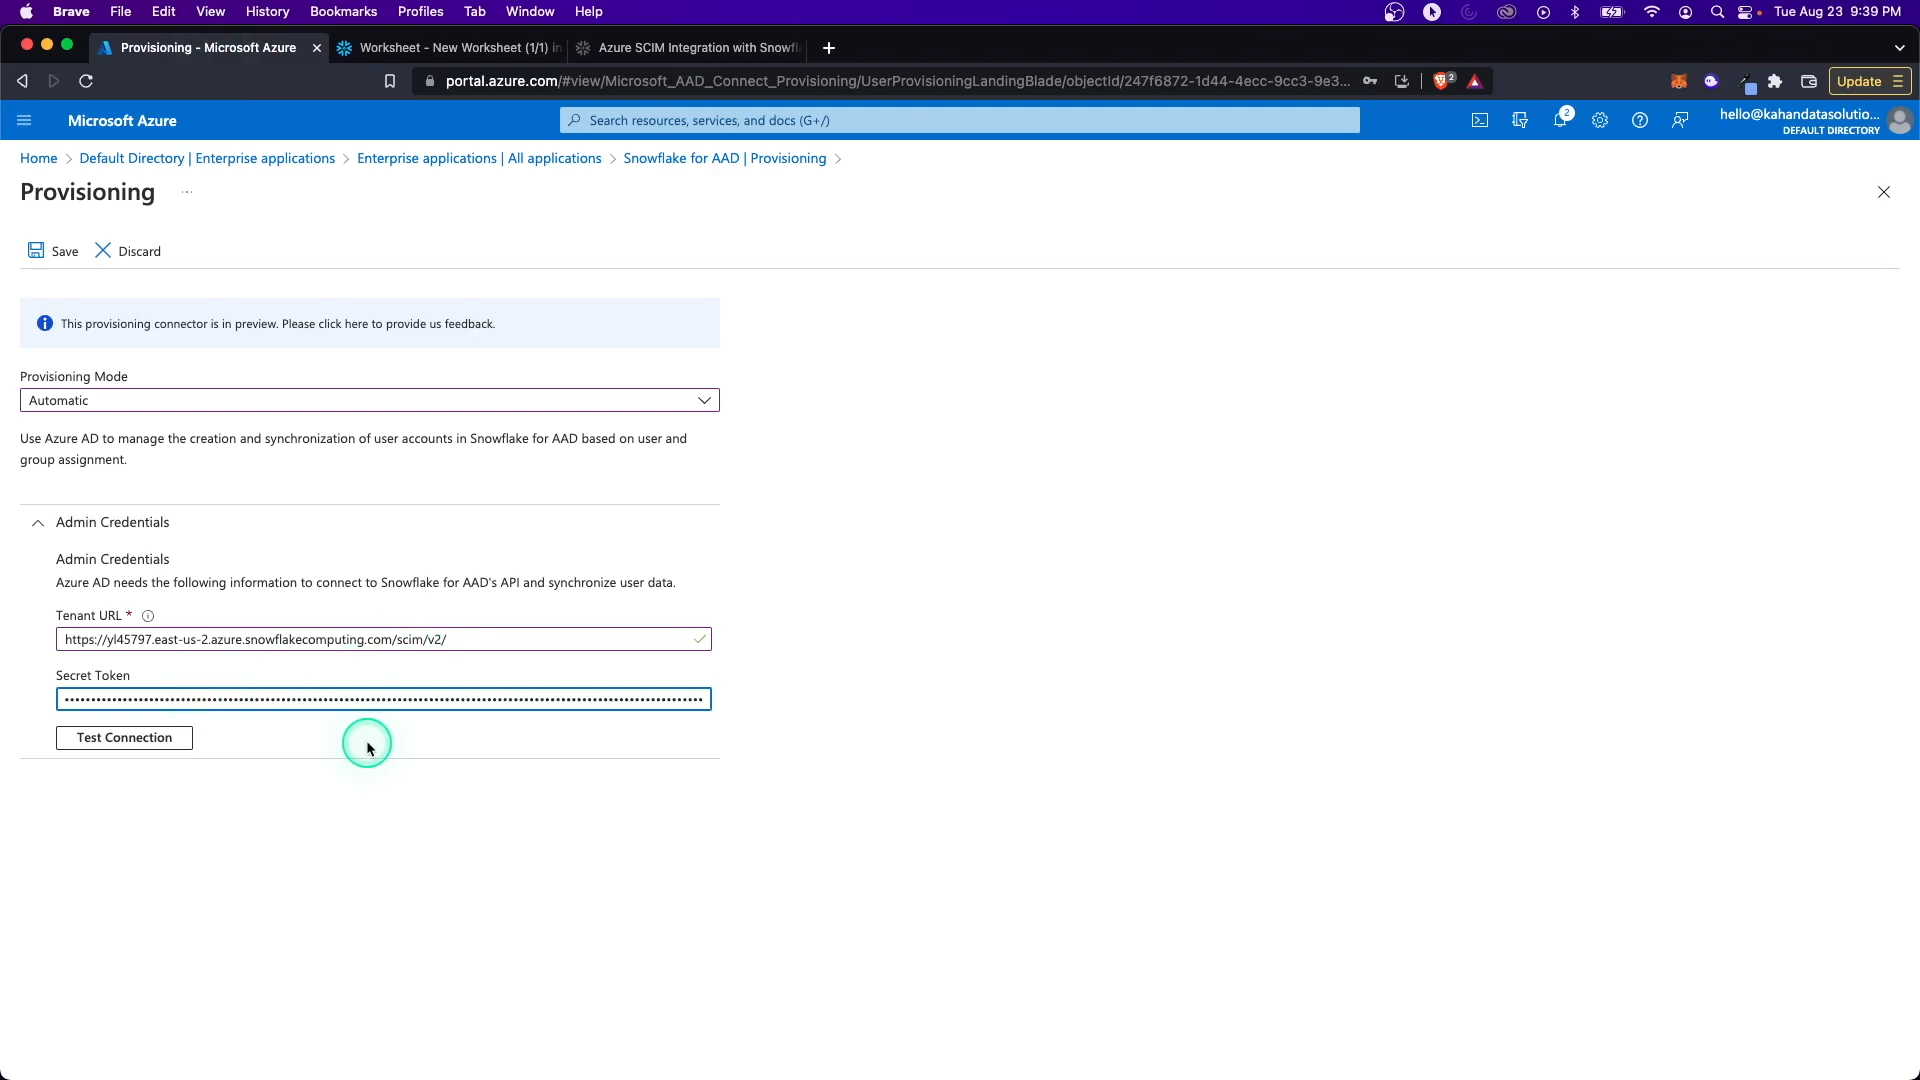 Brave File Edit View History Bookmarks Profiles Tab Window Help Tue Aug 23 9:39 PM
Provisioning - Microsoft Azure Worksheet - New Worksheet (1/1) in Azure SCIM Integration with Snowfl
portal.azure.com/#view/Microsoft_AAD_Connect_Provisioning/UserProvisioningLandingBlade/objectId/247f6872-1d44-4ecc-9cc3-9e3... 2 Update
Microsoft Azure Search resources, services, and docs (G+/) 2 hello@kahandatasolutio...
DEFAULT DIRECTORY
Home > Default Directory | Enterprise applications > Enterprise applications | All applications > Snowflake for AAD | Provisioning >
Provisioning ...
Save Discard
This provisioning connector is in preview. Please click here to provide us feedback.
Provisioning Mode
Automatic
Use Azure AD to manage the creation and synchronization of user accounts in Snowflake for AAD based on user and
group assignment.
Admin Credentials
Admin Credentials
Azure AD needs the following information to connect to Snowflake for AAD's API and synchronize user data.
Tenant URL *
https://yl45797.east-us-2.azure.snowflakecomputing.com/scim/v2/
Secret Token
Test Connection